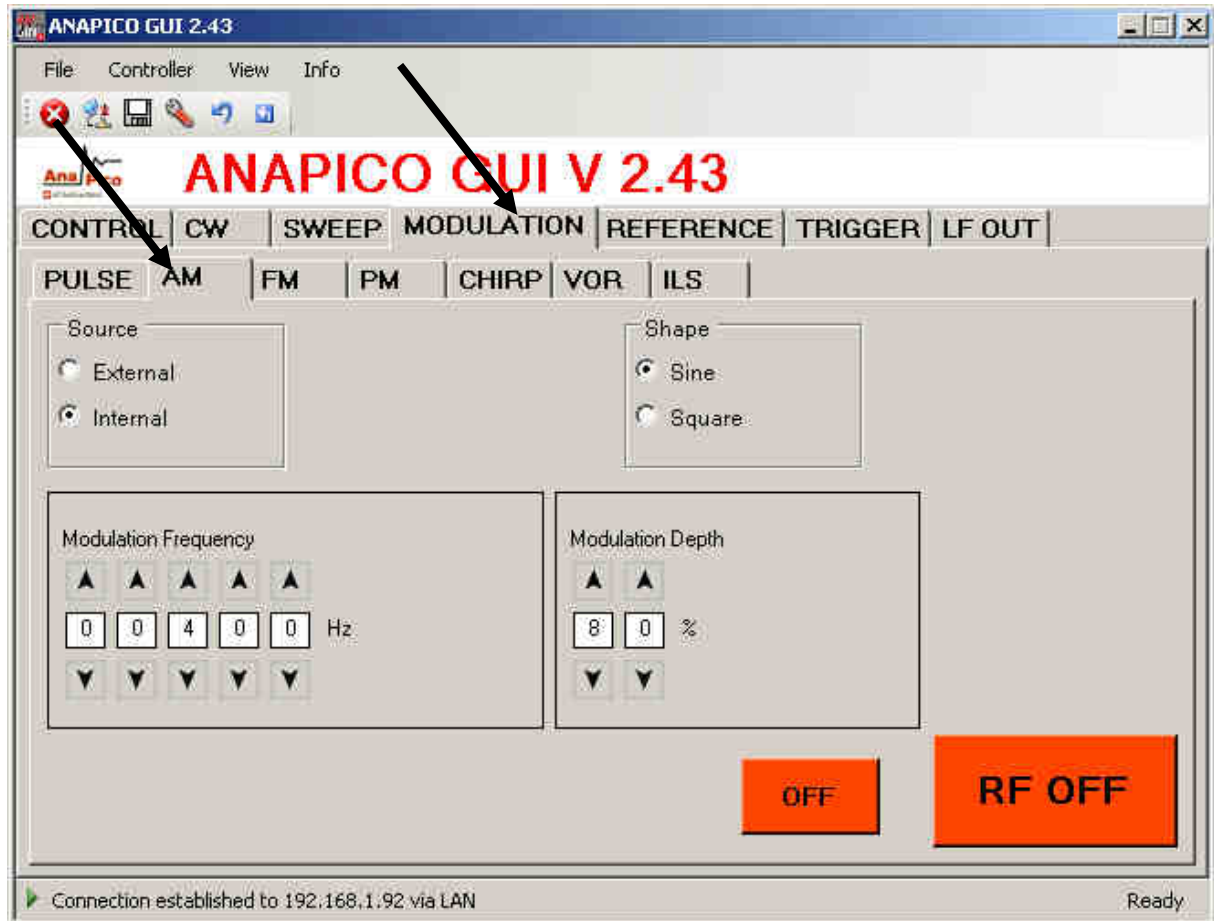 ANAPICO GUI 2.43
File Controller View Info
AnaPico
ANAPICO GUI V 2.43
CONTROL CW SWEEP MODULATION REFERENCE TRIGGER LF OUT
PULSE AM FM PM CHIRP VOR ILS
Source
External
Internal
Shape
Sine
Square
Modulation Frequency
0 0 4 0 0 Hz
Modulation Depth
8 0 %
OFF
RF OFF
Connection established to 192.168.1.92 via LAN
Ready